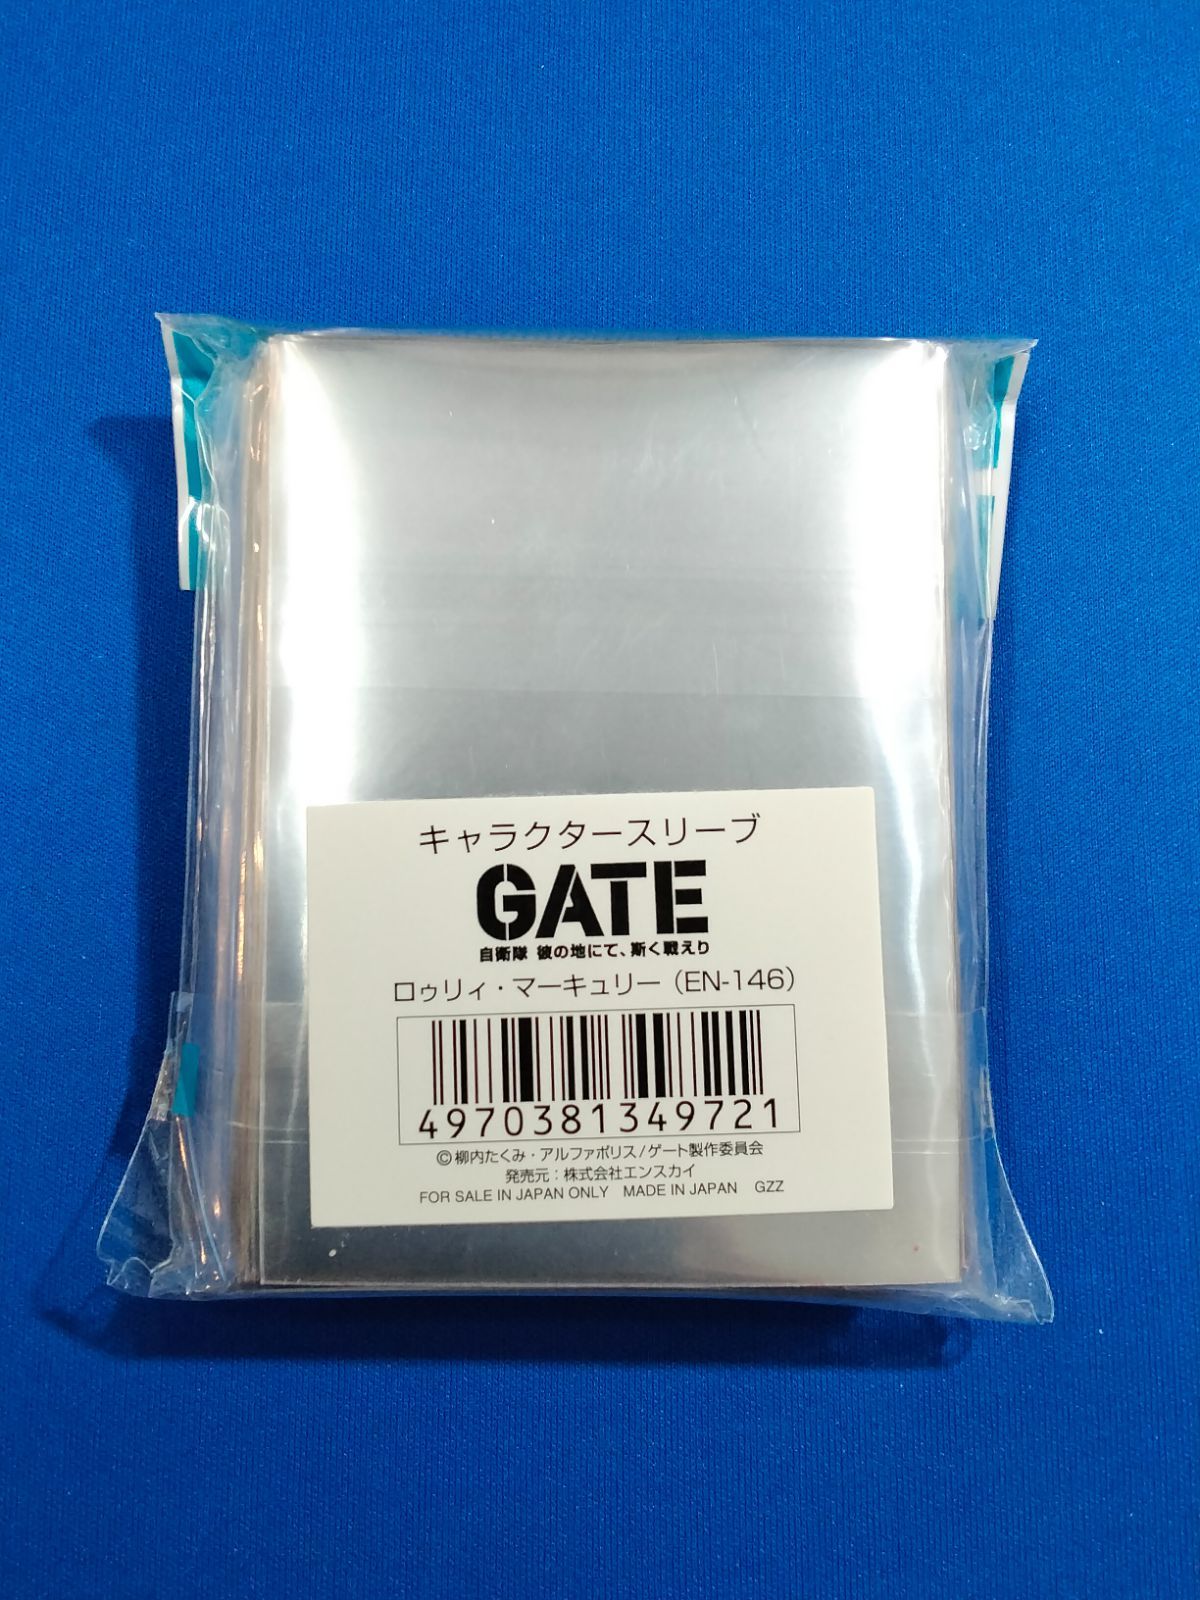 キャラクタースリーブ
GATE
自衛隊 彼の地にて、斯く戦えり
ロゥリィ・マーキュリー（EN-146）
4970381349721
©柳内たくみ・アルファポリス/ゲート製作委員会
発売元：株式会社エンスカイ
FOR SALE IN JAPAN ONLY MADE IN JAPAN GZZ